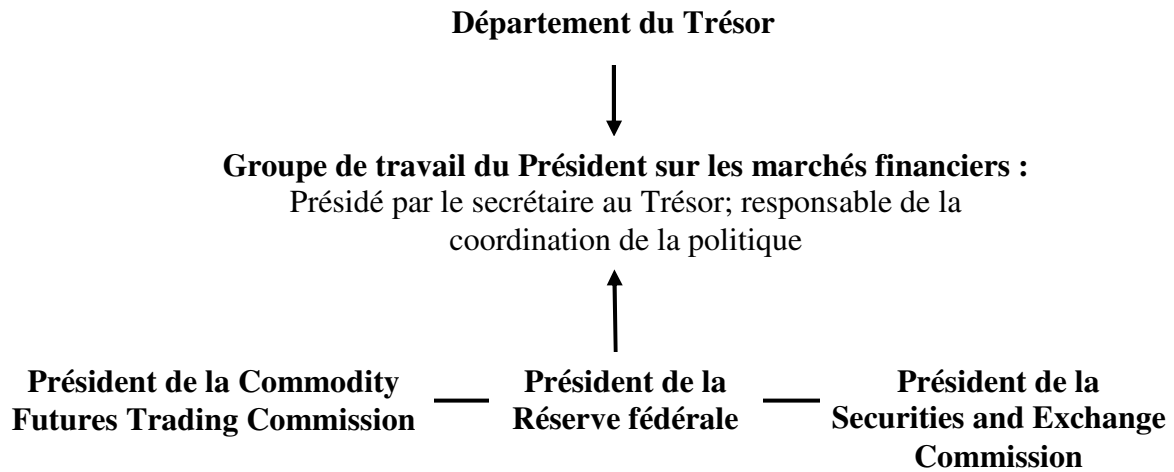 Département du Trésor
Groupe de travail du Président sur les marchés financiers :
Présidé par le secrétaire au Trésor; responsable de la
coordination de la politique
Président de la Commodity
Futures Trading Commission
Président de la
Réserve fédérale
Président de la
Securities and Exchange
Commission